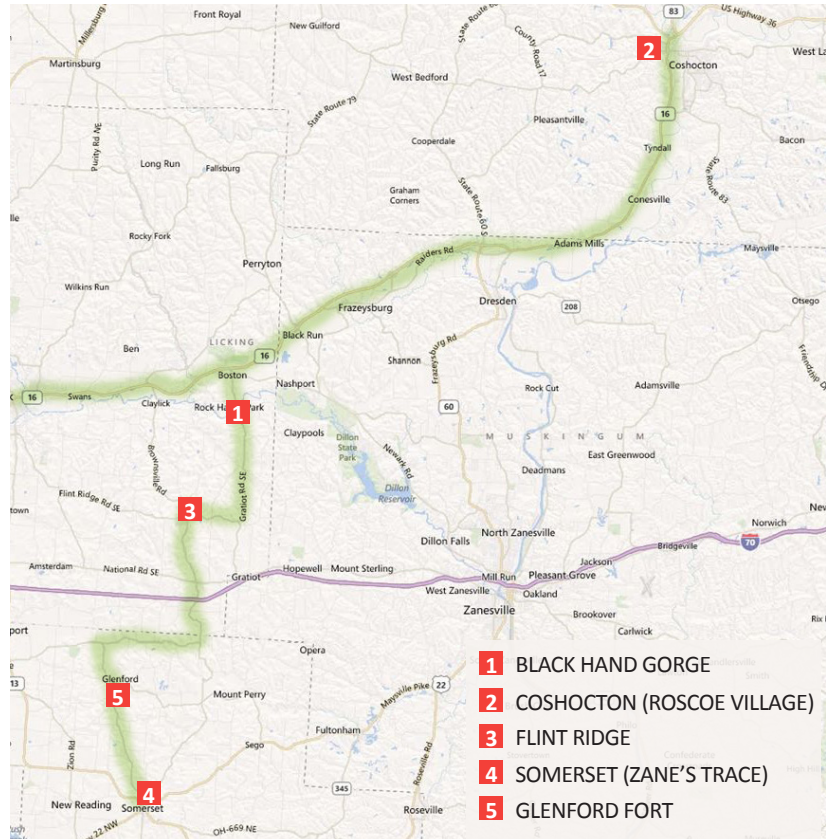 Front Royal
New Guilford
83
US Highway 36
Millesburg Rd
Martinsburg
2
Coshocton
County Road 17
West Bedford
State Route 79
16
Pleasantville
Purity Rd NE
Cooperdale
Tyndall
Bacon
Long Run
Fallsburg
State Route 83
Graham
Corners
State Route 60 S
Conesville
Rocky Fork
Adams Mills
Maysville
Raiders Rd
Perryton
Wilkins Run
Dresden
208
Otsego
Frazeysburg
Black Run
LICKING
16
Ben
Shannon
Frazeysburg Rd
Boston
Nashport
Rock Cut
Adamsville
16
Swans
Claylick
60
1
Claypools
MUSKINGUM
Dillon
State
Park
Newark Rd
East Greenwood
Brownsville Rd
Deadmans
Flint Ridge Rd SE
Gratiot Rd SE
Dillon
Reservoir
3
North Zanesville
Norwich
Dillon Falls
70
Bridgeville
Jackson
Amsterdam
National Rd SE
Gratiot
Hopewell
Mount Sterling
Mill Run
Pleasant Grove
West Zanesville
Oakland
Zanesville
Brookover
Carlwick
Opera
Glenford
13
5
Mount Perry
Maysville Pike
22
Fultonham
Zion Rd
Sego
Roseville Rd
4
345
New Reading
Somerset
Roseville
22 NW
OH-669 NE
1 BLACK HAND GORGE
2 COSHOCTON (ROSCOE VILLAGE)
3 FLINT RIDGE
4 SOMERSET (ZANE’S TRACE)
5 GLENFORD FORT